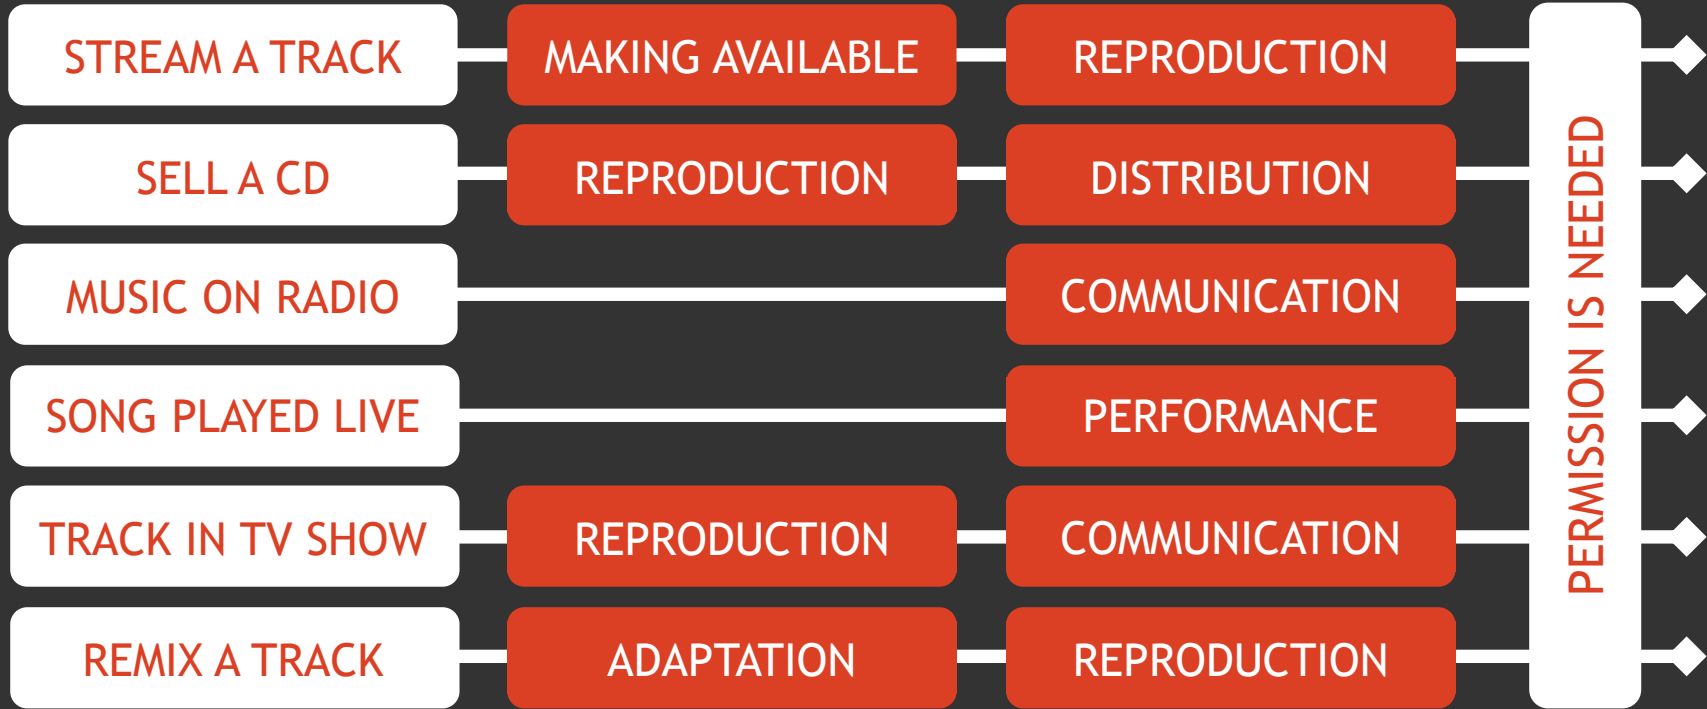 STREAM A TRACK
MAKING AVAILABLE
REPRODUCTION
SELL A CD
REPRODUCTION
DISTRIBUTION
MUSIC ON RADIO
COMMUNICATION
SONG PLAYED LIVE
PERFORMANCE
TRACK IN TV SHOW
REPRODUCTION
COMMUNICATION
REMIX A TRACK
ADAPTATION
REPRODUCTION
PERMISSION IS NEEDED